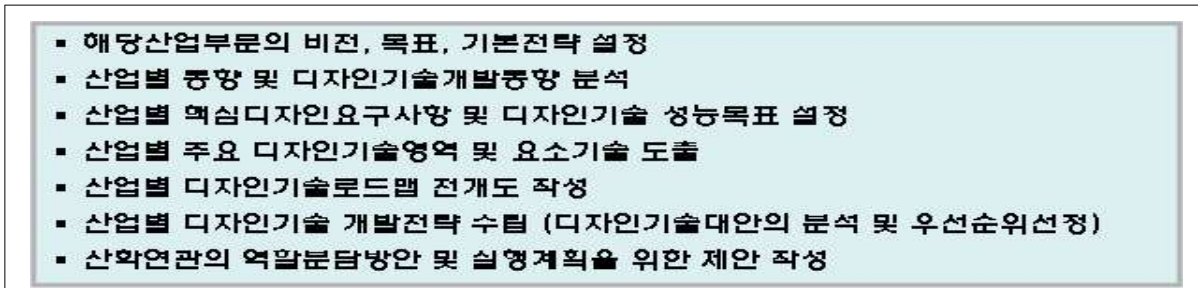 ▪ 해당산업부문의 비전, 목표, 기본전략 설정
▪ 산업별 동향 및 디자인기술개발동향 분석
▪ 산업별 핵심디자인요구사항 및 디자인기술 성능목표 설정
▪ 산업별 주요 디자인기술영역 및 요소기술 도출
▪ 산업별 디자인기술로드맵 전개도 작성
▪ 산업별 디자인기술 개발전략 수립 (디자인기술대안의 분석 및 우선순위선정)
▪ 산학연관의 역할분담방안 및 실행계획을 위한 제안 작성